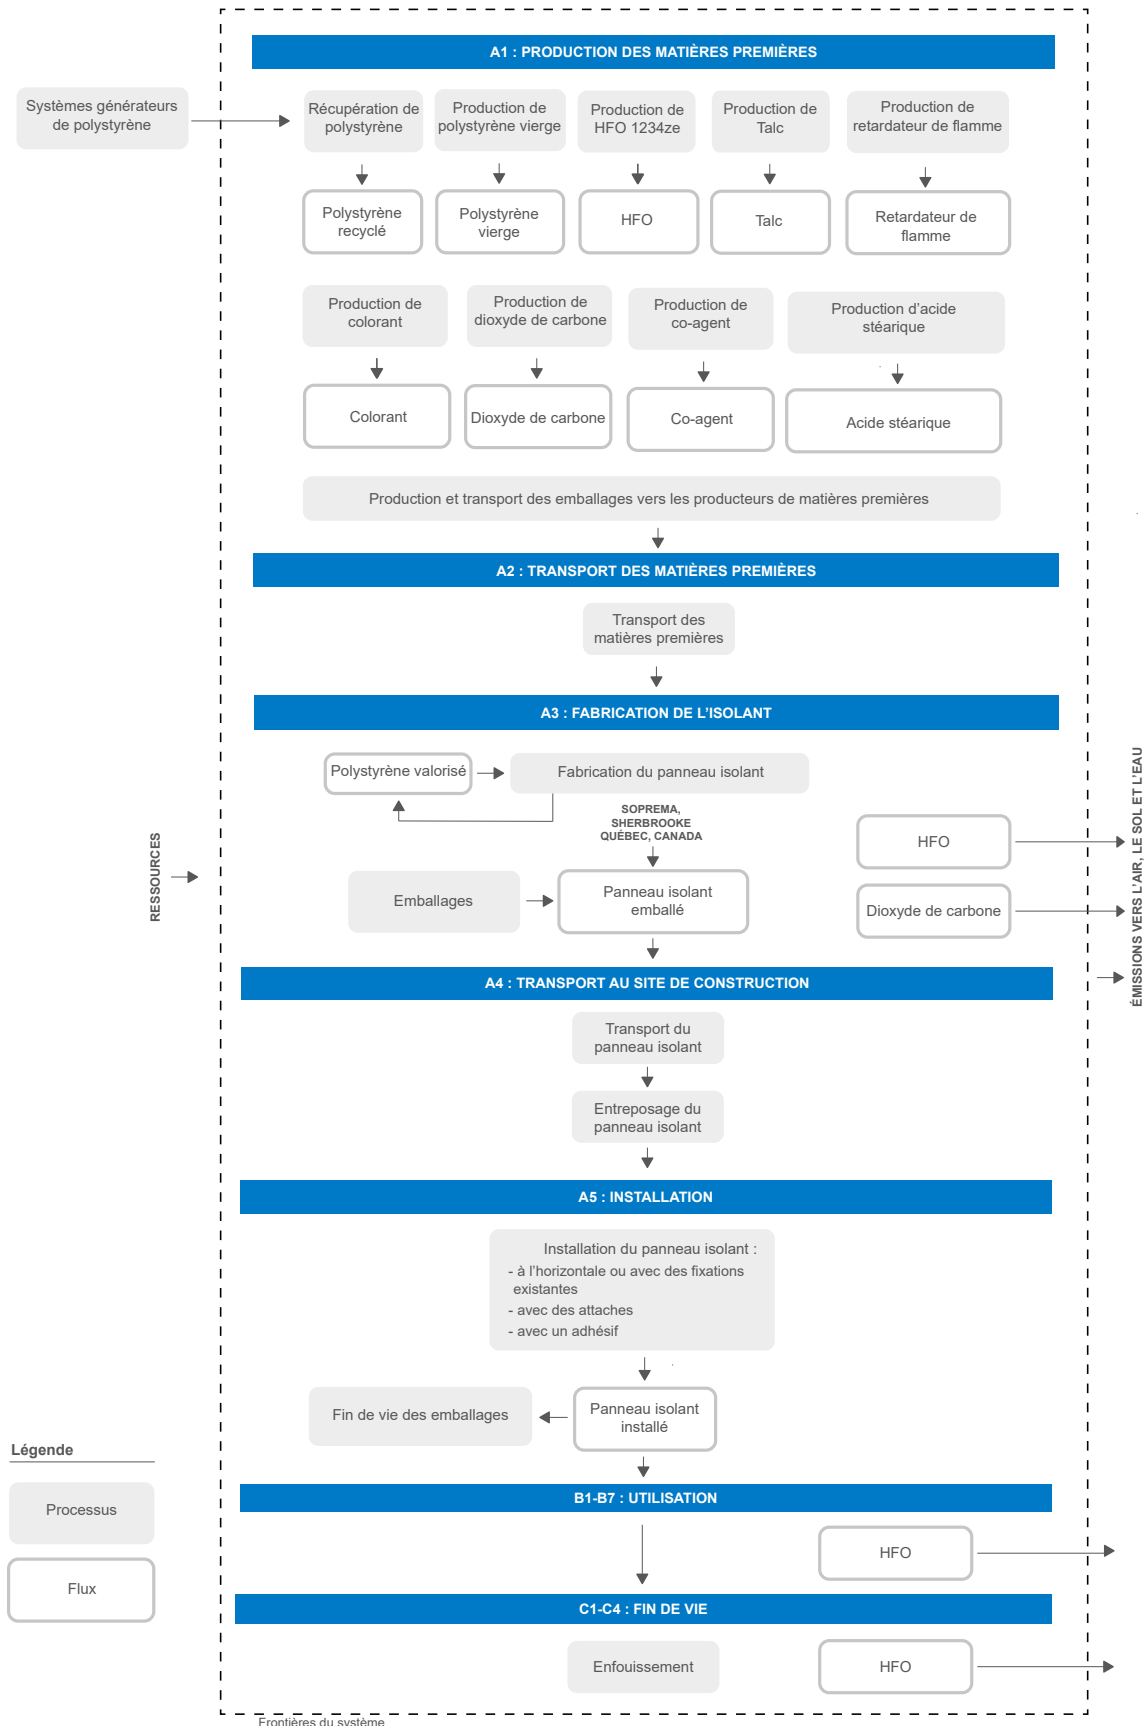 A1 : PRODUCTION DES MATIÈRES PREMIÈRES
Systèmes générateurs
de polystyrène
Récupération de
polystyrène
Production de
polystyrène vierge
Production de
HFO 1234ze
Production de
Talc
Production de
retardateur de flamme
Polystyrène
recyclé
Polystyrène
vierge
HFO
Talc
Retardateur de
flamme
Production de
colorant
Production de
dioxyde de carbone
Production de
co-agent
Production d’acide
stéarique
Colorant
Dioxyde de carbone
Co-agent
Acide stéarique
Production et transport des emballages vers les producteurs de matières premières
A2 : TRANSPORT DES MATIÈRES PREMIÈRES
Transport des
matières premières
A3 : FABRICATION DE L’ISOLANT
Polystyrène valorisé
Fabrication du panneau isolant
SOPREMA,
SHERBROOKE
QUÉBEC, CANADA
HFO
RESSOURCES
Emballages
Panneau isolant
emballé
Dioxyde de carbone
ÉMISSIONS VERS L’AIR, LE SOL ET L’EAU
A4 : TRANSPORT AU SITE DE CONSTRUCTION
Transport du
panneau isolant
Entreposage du
panneau isolant
A5 : INSTALLATION
Installation du panneau isolant :
- à l’horizontale ou avec des fixations
existantes
- avec des attaches
- avec un adhésif
Fin de vie des emballages
Panneau isolant
installé
Légende
Processus
Flux
B1-B7 : UTILISATION
HFO
C1-C4 : FIN DE VIE
Enfouissement
HFO
Frontières du système